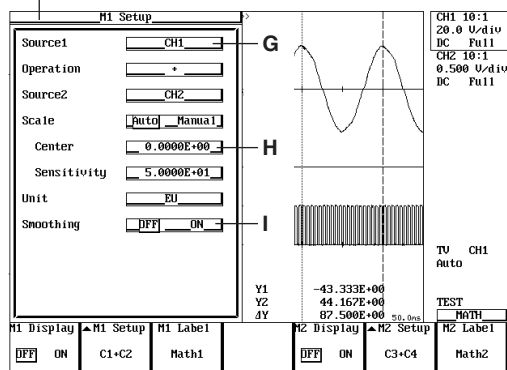 M1 Setup
Source1 CH1 G
Operation +
Source2 CH2
Scale Auto Manual
Center 0.0000E+00 H
Sensitivity 5.0000E+01
Unit EU
Smoothing OFF ON I
CH1 10:1
20.0 V/div
DC Full
CH2 10:1
0.500 V/div
DC Full
TV CH1
Auto
Y1 -43.333E+00
Y2 44.167E+00
ΔY 87.500E+00 50.0ms
TEST
MATH
M1 Display ▲M1 Setup M1 Label M2 Display ▲M2 Setup M2 Label
OFF ON C1+C2 Math1 OFF ON C3+C4 Math2